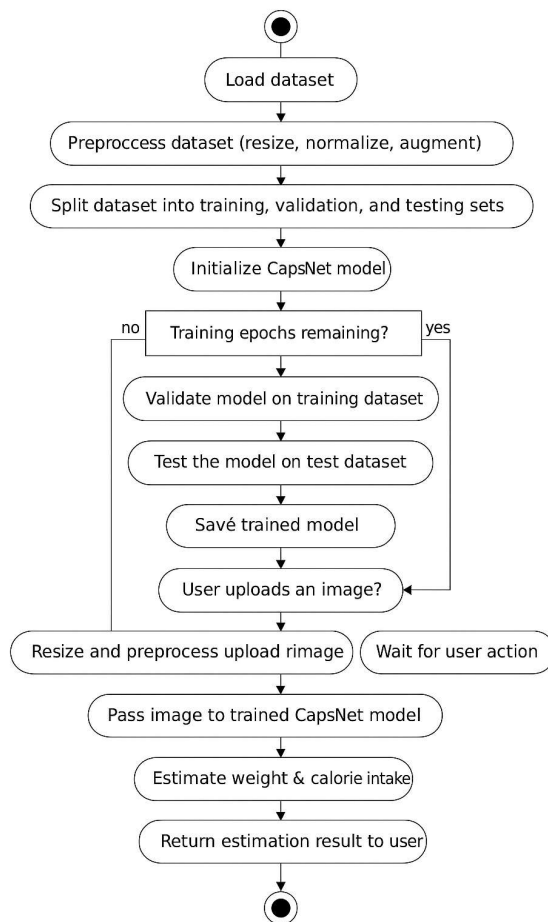 Load dataset
Preproccess dataset (resize, normalize, augment)
Split dataset into training, validation, and testing sets
Initialize CapsNet model
no
Training epochs remaining?
yes
Validate model on training dataset
Test the model on test dataset
Savé trained model
User uploads an image?
Resize and preprocess upload rimage
Wait for user action
Pass image to trained CapsNet model
Estimate weight & calorie intake
Return estimation result to user